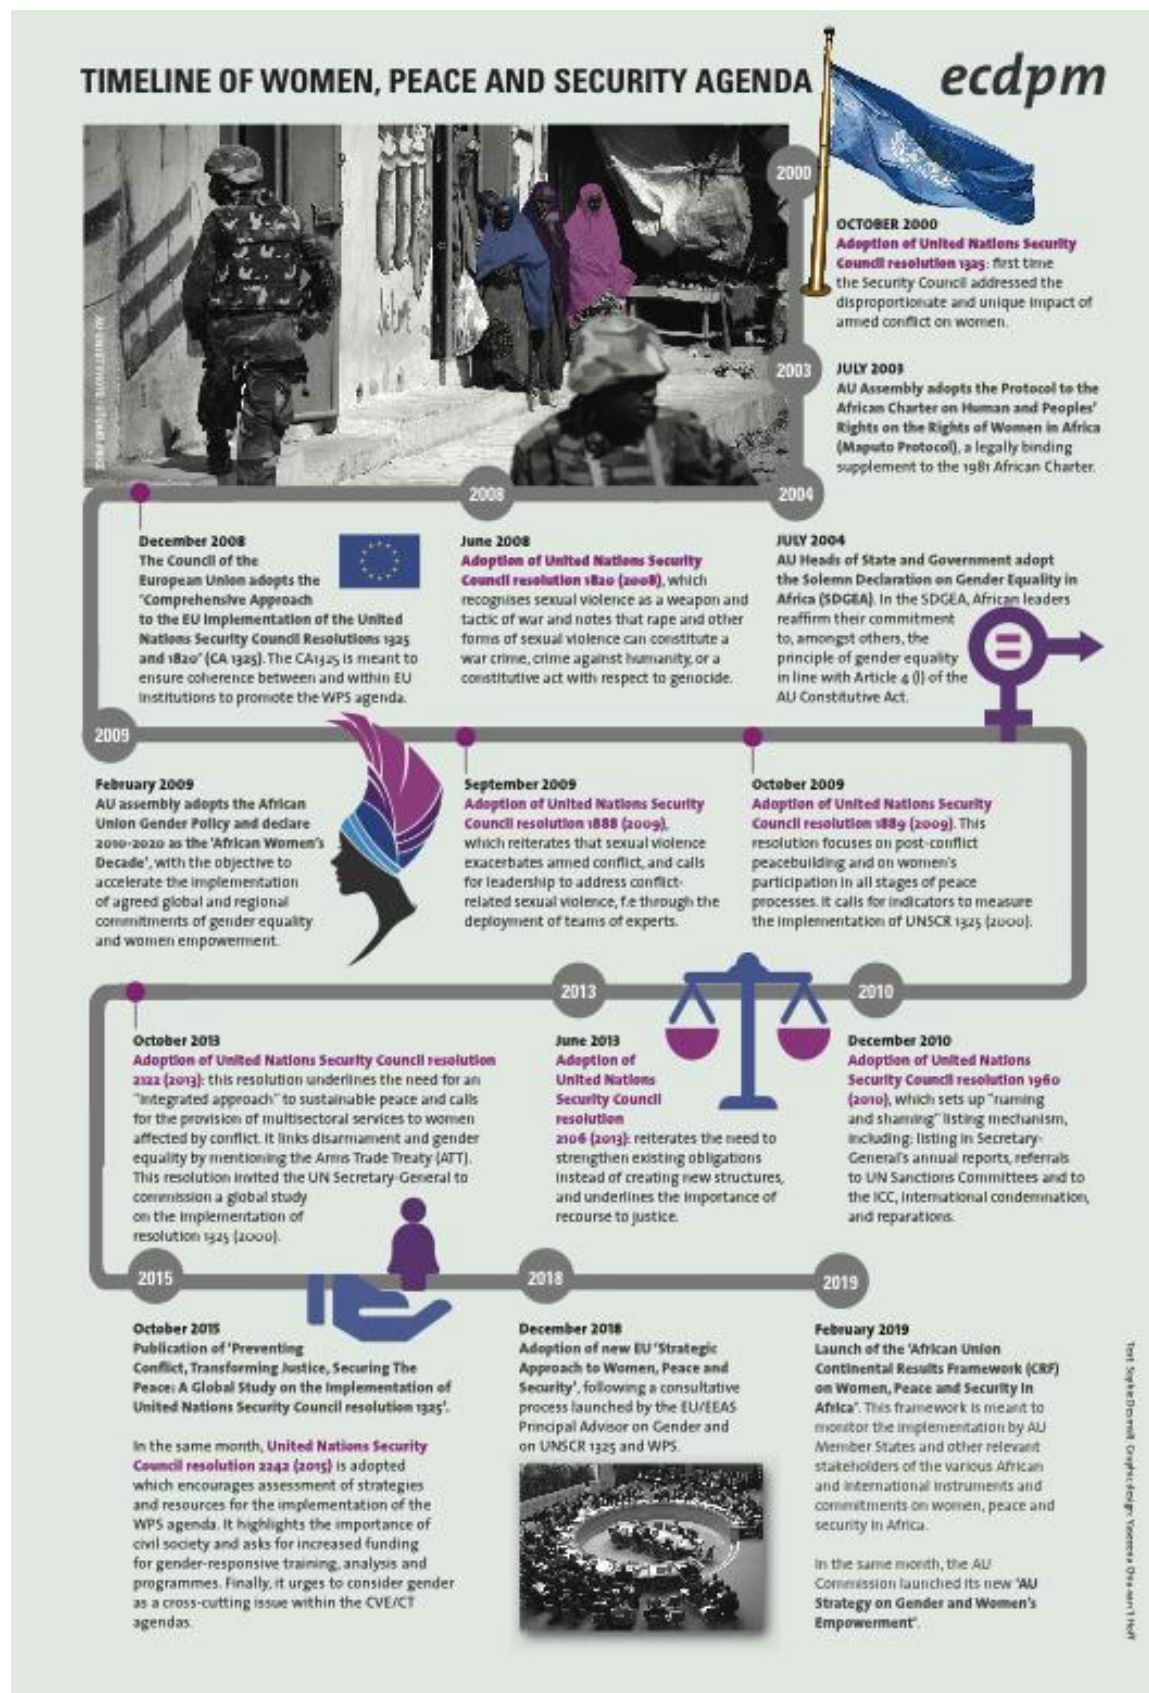 TIMELINE OF WOMEN, PEACE AND SECURITY AGENDA
ecdpm
2000
OCTOBER 2000
Adoption of United Nations Security
Council resolution 1325: first time
the Security Council addressed the
disproportionate and unique impact of
armed conflict on women.
2003
JULY 2003
AU Assembly adopts the Protocol to the
African Charter on Human and Peoples'
Rights on the Rights of Women in Africa
(Maputo Protocol), a legally binding
supplement to the 1981 African Charter.
2004
JULY 2004
AU Heads of State and Government adopt
the Solemn Declaration on Gender Equality in
Africa (SDGEA). In the SDGEA, African leaders
reaffirm their commitment
to, amongst others, the
principle of gender equality
in line with Article 4 (l) of the
AU Constitutive Act.
2008
June 2008
Adoption of United Nations Security
Council resolution 1820 (2008), which
recognises sexual violence as a weapon and
tactic of war and notes that rape and other
forms of sexual violence can constitute a
war crime, crime against humanity, or a
constitutive act with respect to genocide.
December 2008
The Council of the
European Union adopts the
'Comprehensive Approach
to the EU Implementation of the United
Nations Security Council Resolutions 1325
and 1820' (CA 1325). The CA1325 is meant to
ensure coherence between and within EU
institutions to promote the WPS agenda.
2009
February 2009
AU assembly adopts the African
Union Gender Policy and declare
2010-2020 as the 'African Women's
Decade', with the objective to
accelerate the implementation
of agreed global and regional
commitments of gender equality
and women empowerment.
September 2009
Adoption of United Nations Security
Council resolution 1888 (2009),
which reiterates that sexual violence
exacerbates armed conflict, and calls
for leadership to address conflict-
related sexual violence, f.e through the
deployment of teams of experts.
October 2009
Adoption of United Nations Security
Council resolution 1889 (2009). This
resolution focuses on post-conflict
peacebuilding and on women's
participation in all stages of peace
processes. It calls for indicators to measure
the implementation of UNSCR 1325 (2000).
2010
December 2010
Adoption of United Nations
Security Council resolution 1960
(2010), which sets up "naming
and shaming" listing mechanism,
including: listing in Secretary-
General's annual reports, referrals
to UN Sanctions Committees and to
the ICC, international condemnation,
and reparations.
2013
June 2013
Adoption of
United Nations
Security Council
resolution
2106 (2013): reiterates the need to
strengthen existing obligations
instead of creating new structures,
and underlines the importance of
recourse to justice.
October 2013
Adoption of United Nations Security Council resolution
2122 (2013): this resolution underlines the need for an
"integrated approach" to sustainable peace and calls
for the provision of multisectoral services to women
affected by conflict. It links disarmament and gender
equality by mentioning the Arms Trade Treaty (ATT).
This resolution invited the UN Secretary-General to
commission a global study
on the implementation of
resolution 1325 (2000).
2015
October 2015
Publication of 'Preventing
Conflict, Transforming Justice, Securing The
Peace: A Global Study on the Implementation of
United Nations Security Council resolution 1325'.
In the same month, United Nations Security
Council resolution 2242 (2015) is adopted
which encourages assessment of strategies
and resources for the implementation of the
WPS agenda. It highlights the importance of
civil society and asks for increased funding
for gender-responsive training, analysis and
programmes. Finally, it urges to consider gender
as a cross-cutting issue within the CVE/CT
agendas.
2018
December 2018
Adoption of new EU 'Strategic
Approach to Women, Peace and
Security', following a consultative
process launched by the EU/EEAS
Principal Advisor on Gender and
on UNSCR 1325 and WPS.
2019
February 2019
Launch of the 'African Union
Continental Results Framework (CRF)
on Women, Peace and Security in
Africa'. This framework is meant to
monitor the implementation by AU
Member States and other relevant
stakeholders of the various African
and international instruments and
commitments on women, peace and
security in Africa.
In the same month, the AU
Commission launched its new 'AU
Strategy on Gender and Women's
Empowerment'.
Text: Sophie Desmidt Graphic design: Yaseena